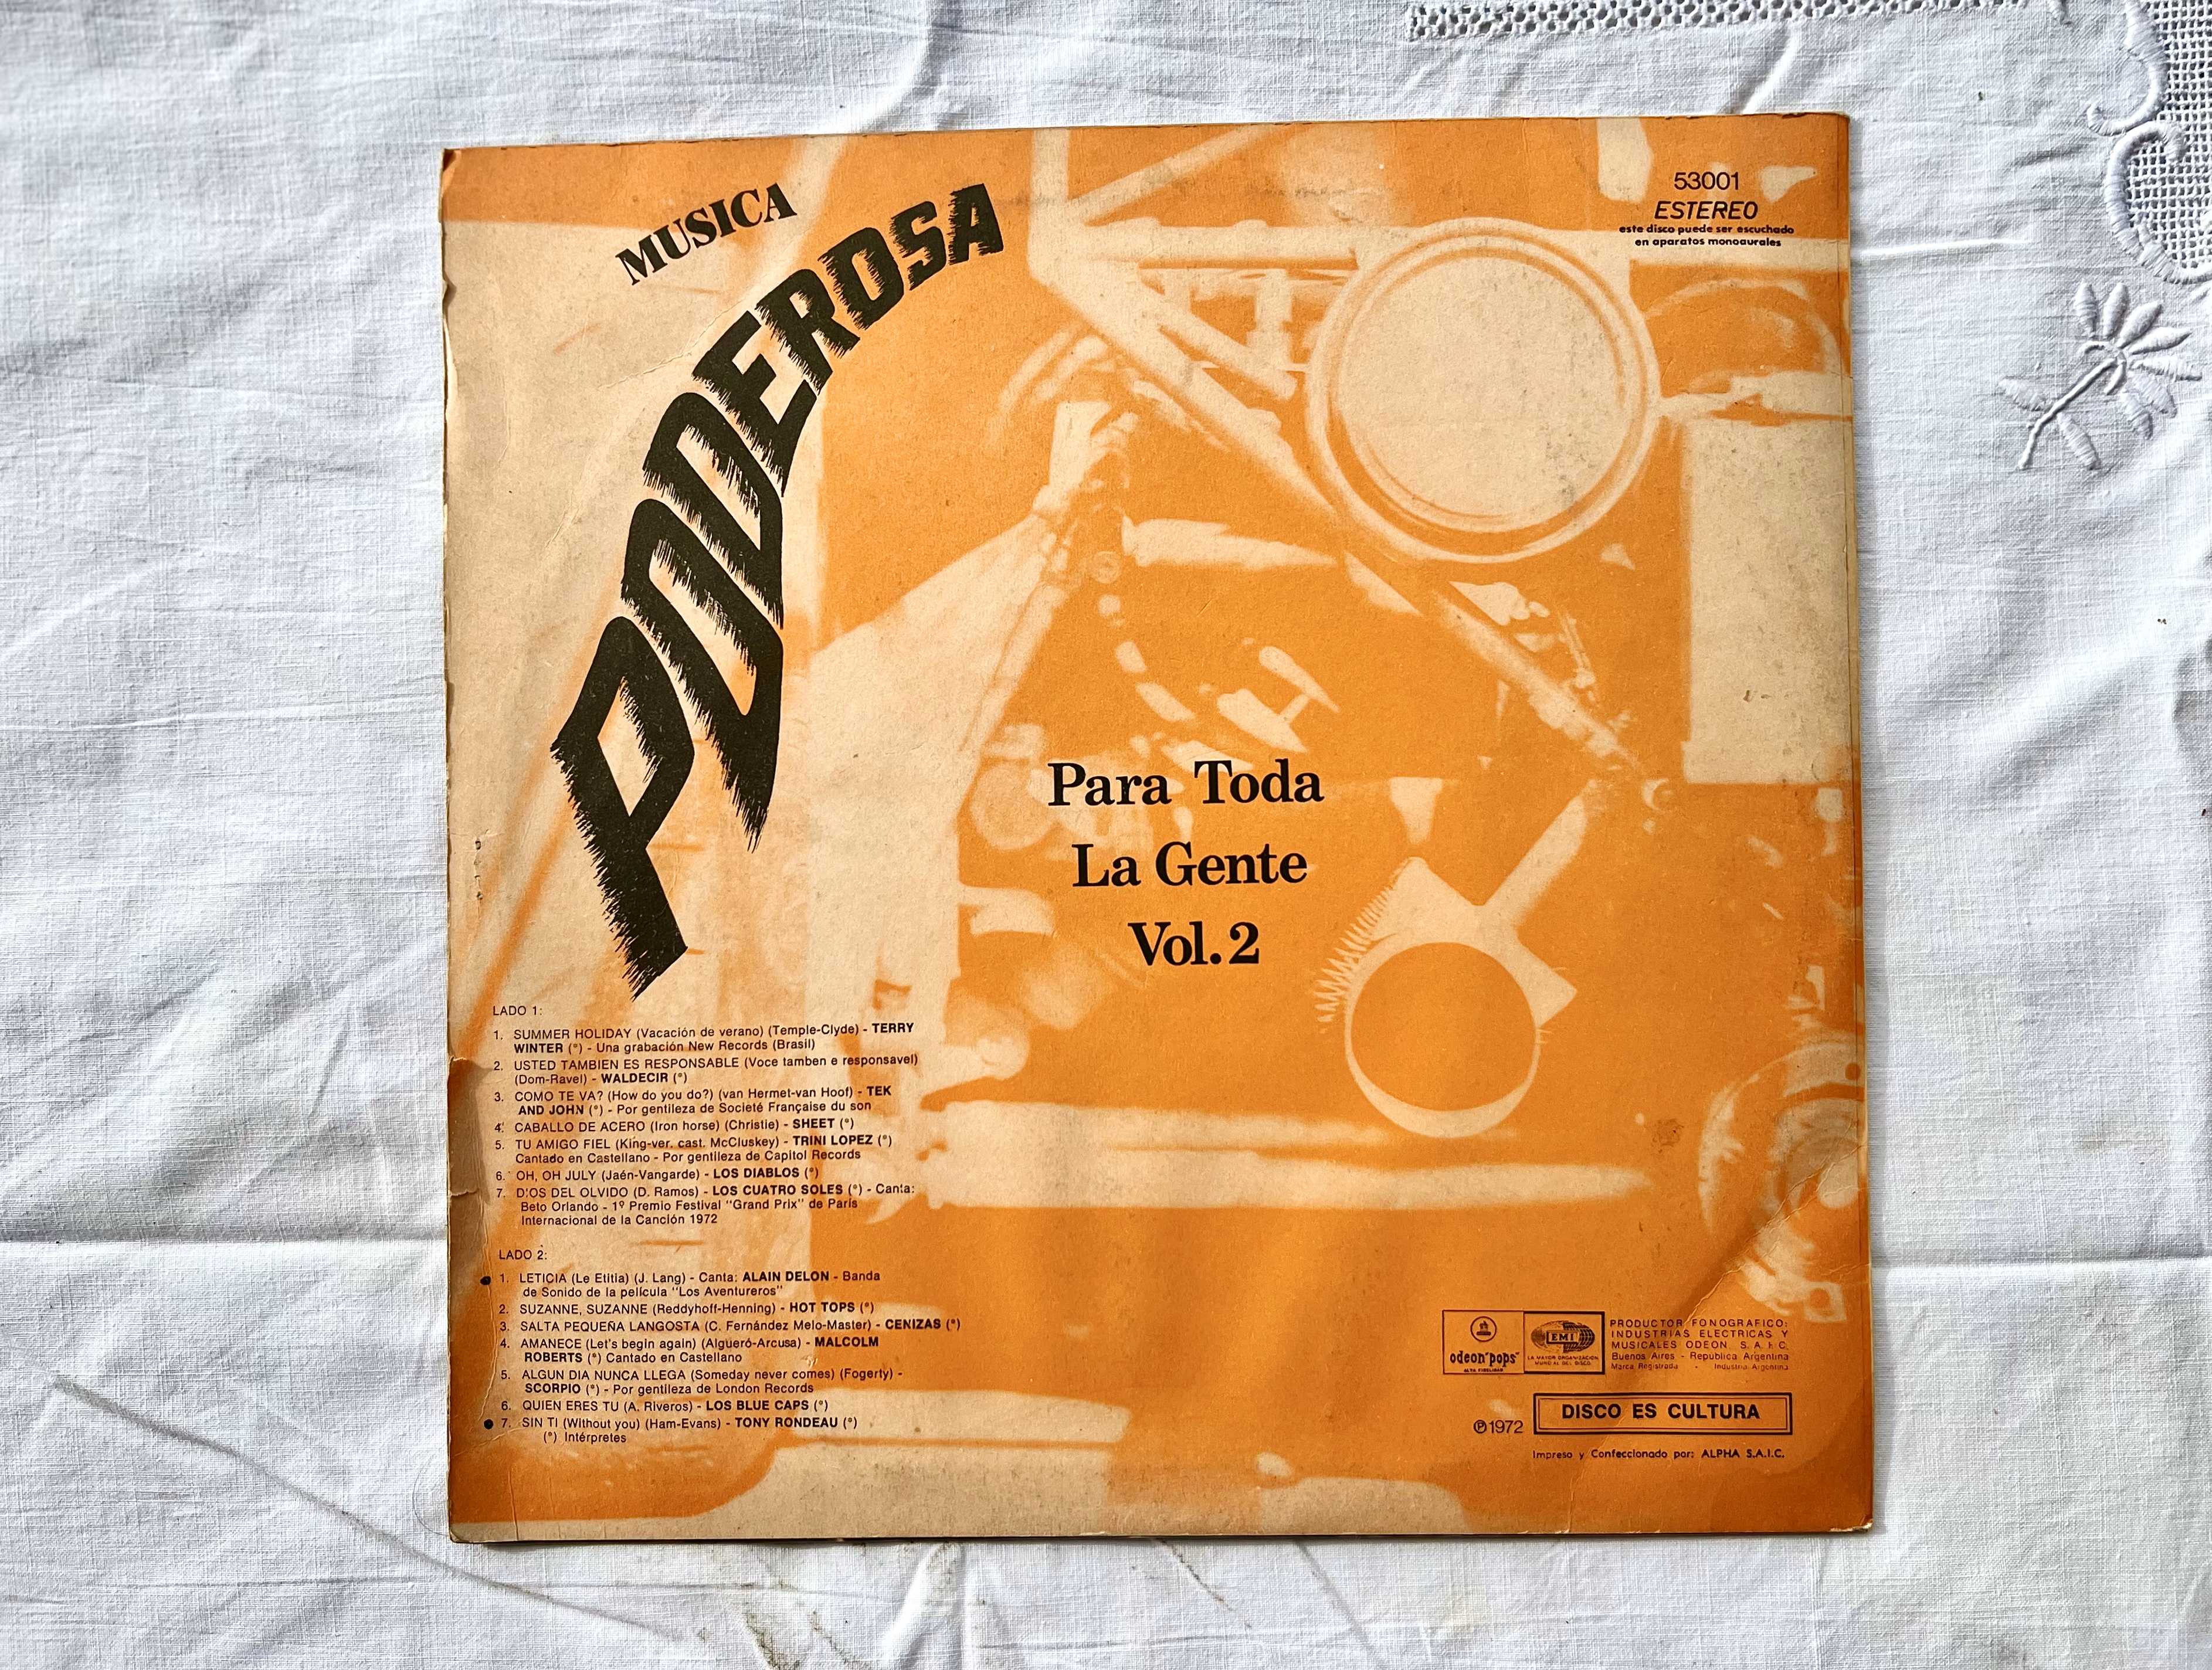 MUSICA
PODEROSA
53001
ESTEREO
este disco puede ser escuchado
en aparatos monoaurales
Para Toda
La Gente
Vol. 2
LADO 1:
1. SUMMER HOLIDAY (Vacación de verano) (Temple-Clyde) - TERRY
WINTER (*) - Una grabación New Records (Brasil)
2. USTED TAMBIEN ES RESPONSABLE (Voce tamben e responsavel)
(Dom-Ravel) - WALDECIR (*)
3. COMO TE VA? (How do you do?) (van Hermet-van Hoof) - TEK
AND JOHN (*) - Por gentileza de Societé Française du son
4. CABALLO DE ACERO (Iron horse) (Christie) - SHEET (*)
5. TU AMIGO FIEL (King-ver. cast. McCluskey) - TRINI LOPEZ (*)
Cantado en Castellano - Por gentileza de Capitol Records
6. OH, OH JULY (Jaén-Vangarde) - LOS DIABLOS (*)
7. DIOS DEL OLVIDO (D. Ramos) - LOS CUATRO SOLES (*) - Canta:
Beto Orlando - 1º Premio Festival "Grand Prix" de París
Internacional de la Canción 1972
LADO 2:
1. LETICIA (Le Etitia) (J. Lang) - Canta: ALAIN DELON - Banda
de Sonido de la película "Los Aventureros"
2. SUZANNE, SUZANNE (Reddyhoff-Henning) - HOT TOPS (*)
3. SALTA PEQUEÑA LANGOSTA (C. Fernández Melo-Master) - CENIZAS (*)
4. AMANECE (Let's begin again) (Algueró-Arcusa) - MALCOLM
ROBERTS (*) Cantado en Castellano
5. ALGUN DIA NUNCA LLEGA (Someday never comes) (Fogerty) -
SCORPIO (*) - Por gentileza de London Records
6. QUIEN ERES TU (A. Riveros) - LOS BLUE CAPS (*)
7. SIN TI (Without you) (Ham-Evans) - TONY RONDEAU (*)
(*) Intérpretes
odeon "pops"
ALTA FIDELIDAD
EMI
LA MAYOR ORGANIZACION
MUNDIAL DEL DISCO
PRODUCTOR FONOGRAFICO:
INDUSTRIAS ELECTRICAS Y
MUSICALES ODEON S. A. I. C.
Buenos Aires - República Argentina
Marca Registrada - Industria Argentina
℗1972
DISCO ES CULTURA
Impreso y Confeccionado por: ALPHA S.A.I.C.